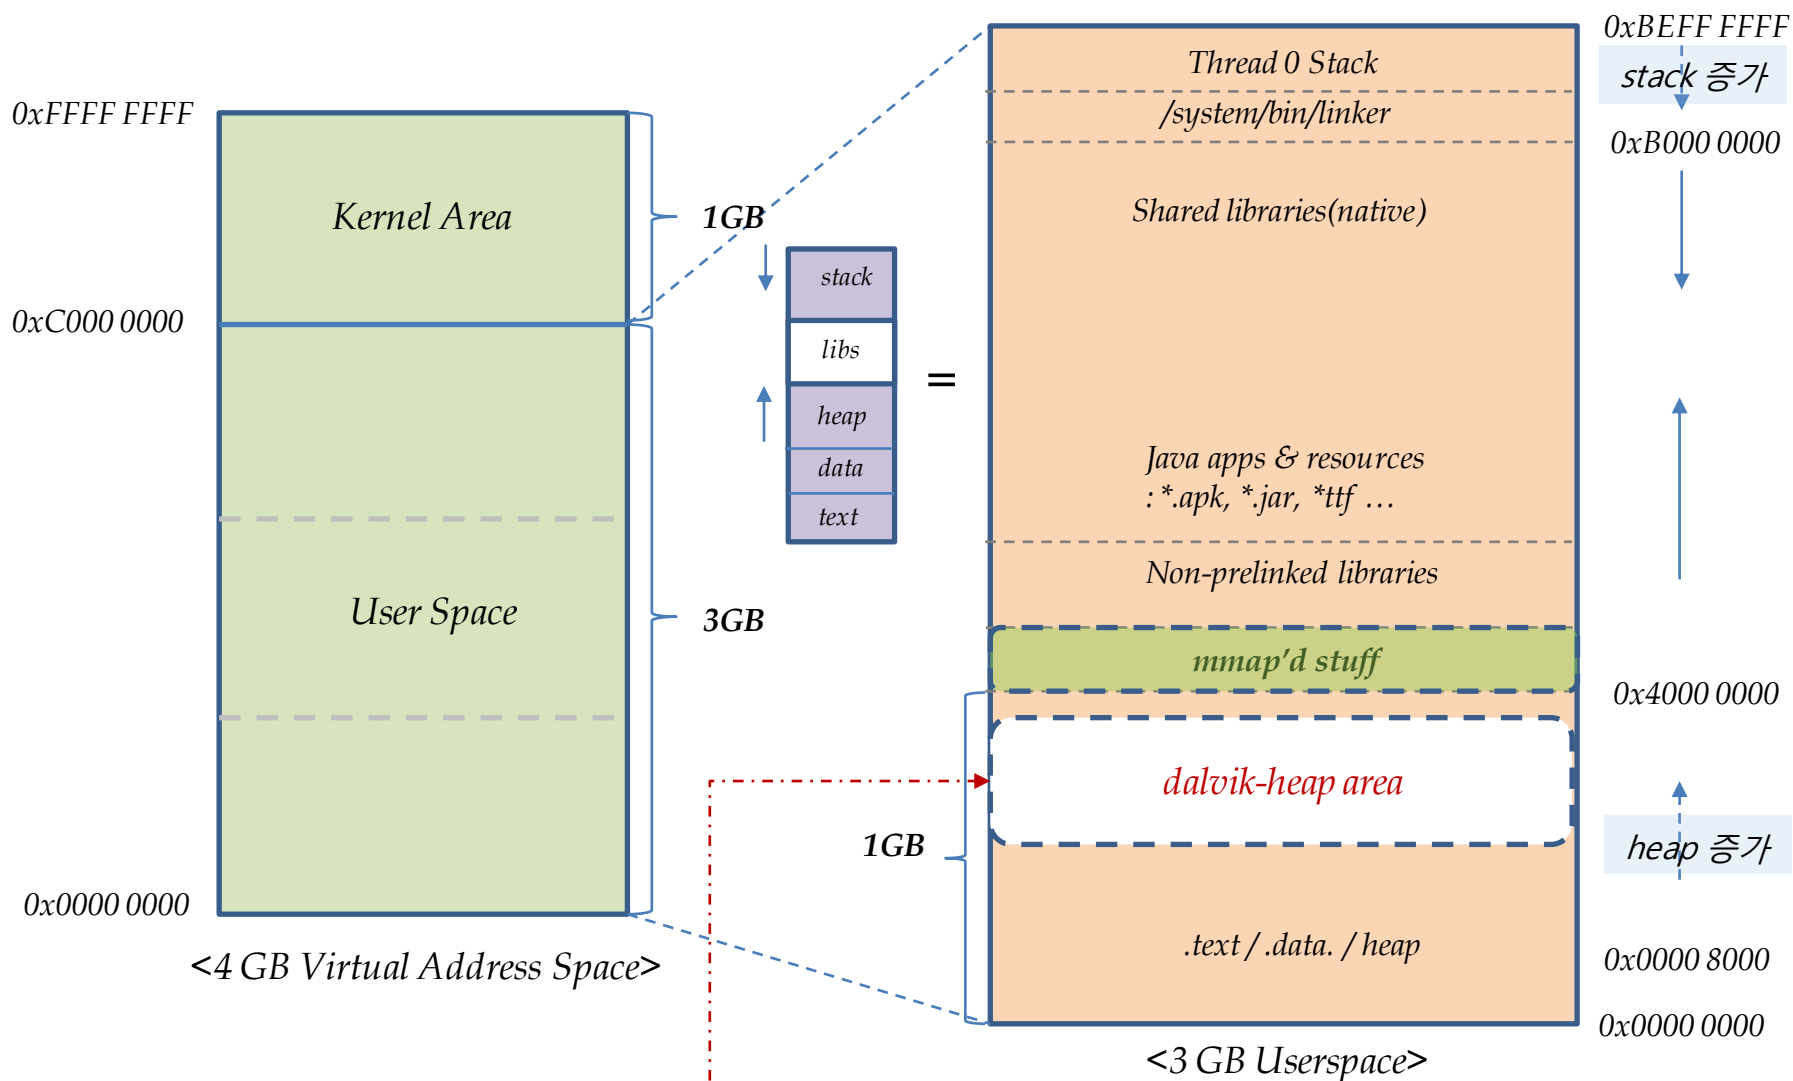 0xFFFF FFFF
Kernel Area
1GB
0xC000 0000
User Space
3GB
0x0000 0000
<4 GB Virtual Address Space>
stack
libs
heap
data
text
=
Thread 0 Stack
/system/bin/linker
Shared libraries(native)
Java apps & resources
: *.apk, *.jar, *ttf …
Non-prelinked libraries
mmap’d stuff
dalvik-heap area
1GB
.text / .data. / heap
<3 GB Userspace>
0xBEFF FFFF
stack 증가
0xB000 0000
0x4000 0000
heap 증가
0x0000 8000
0x0000 0000